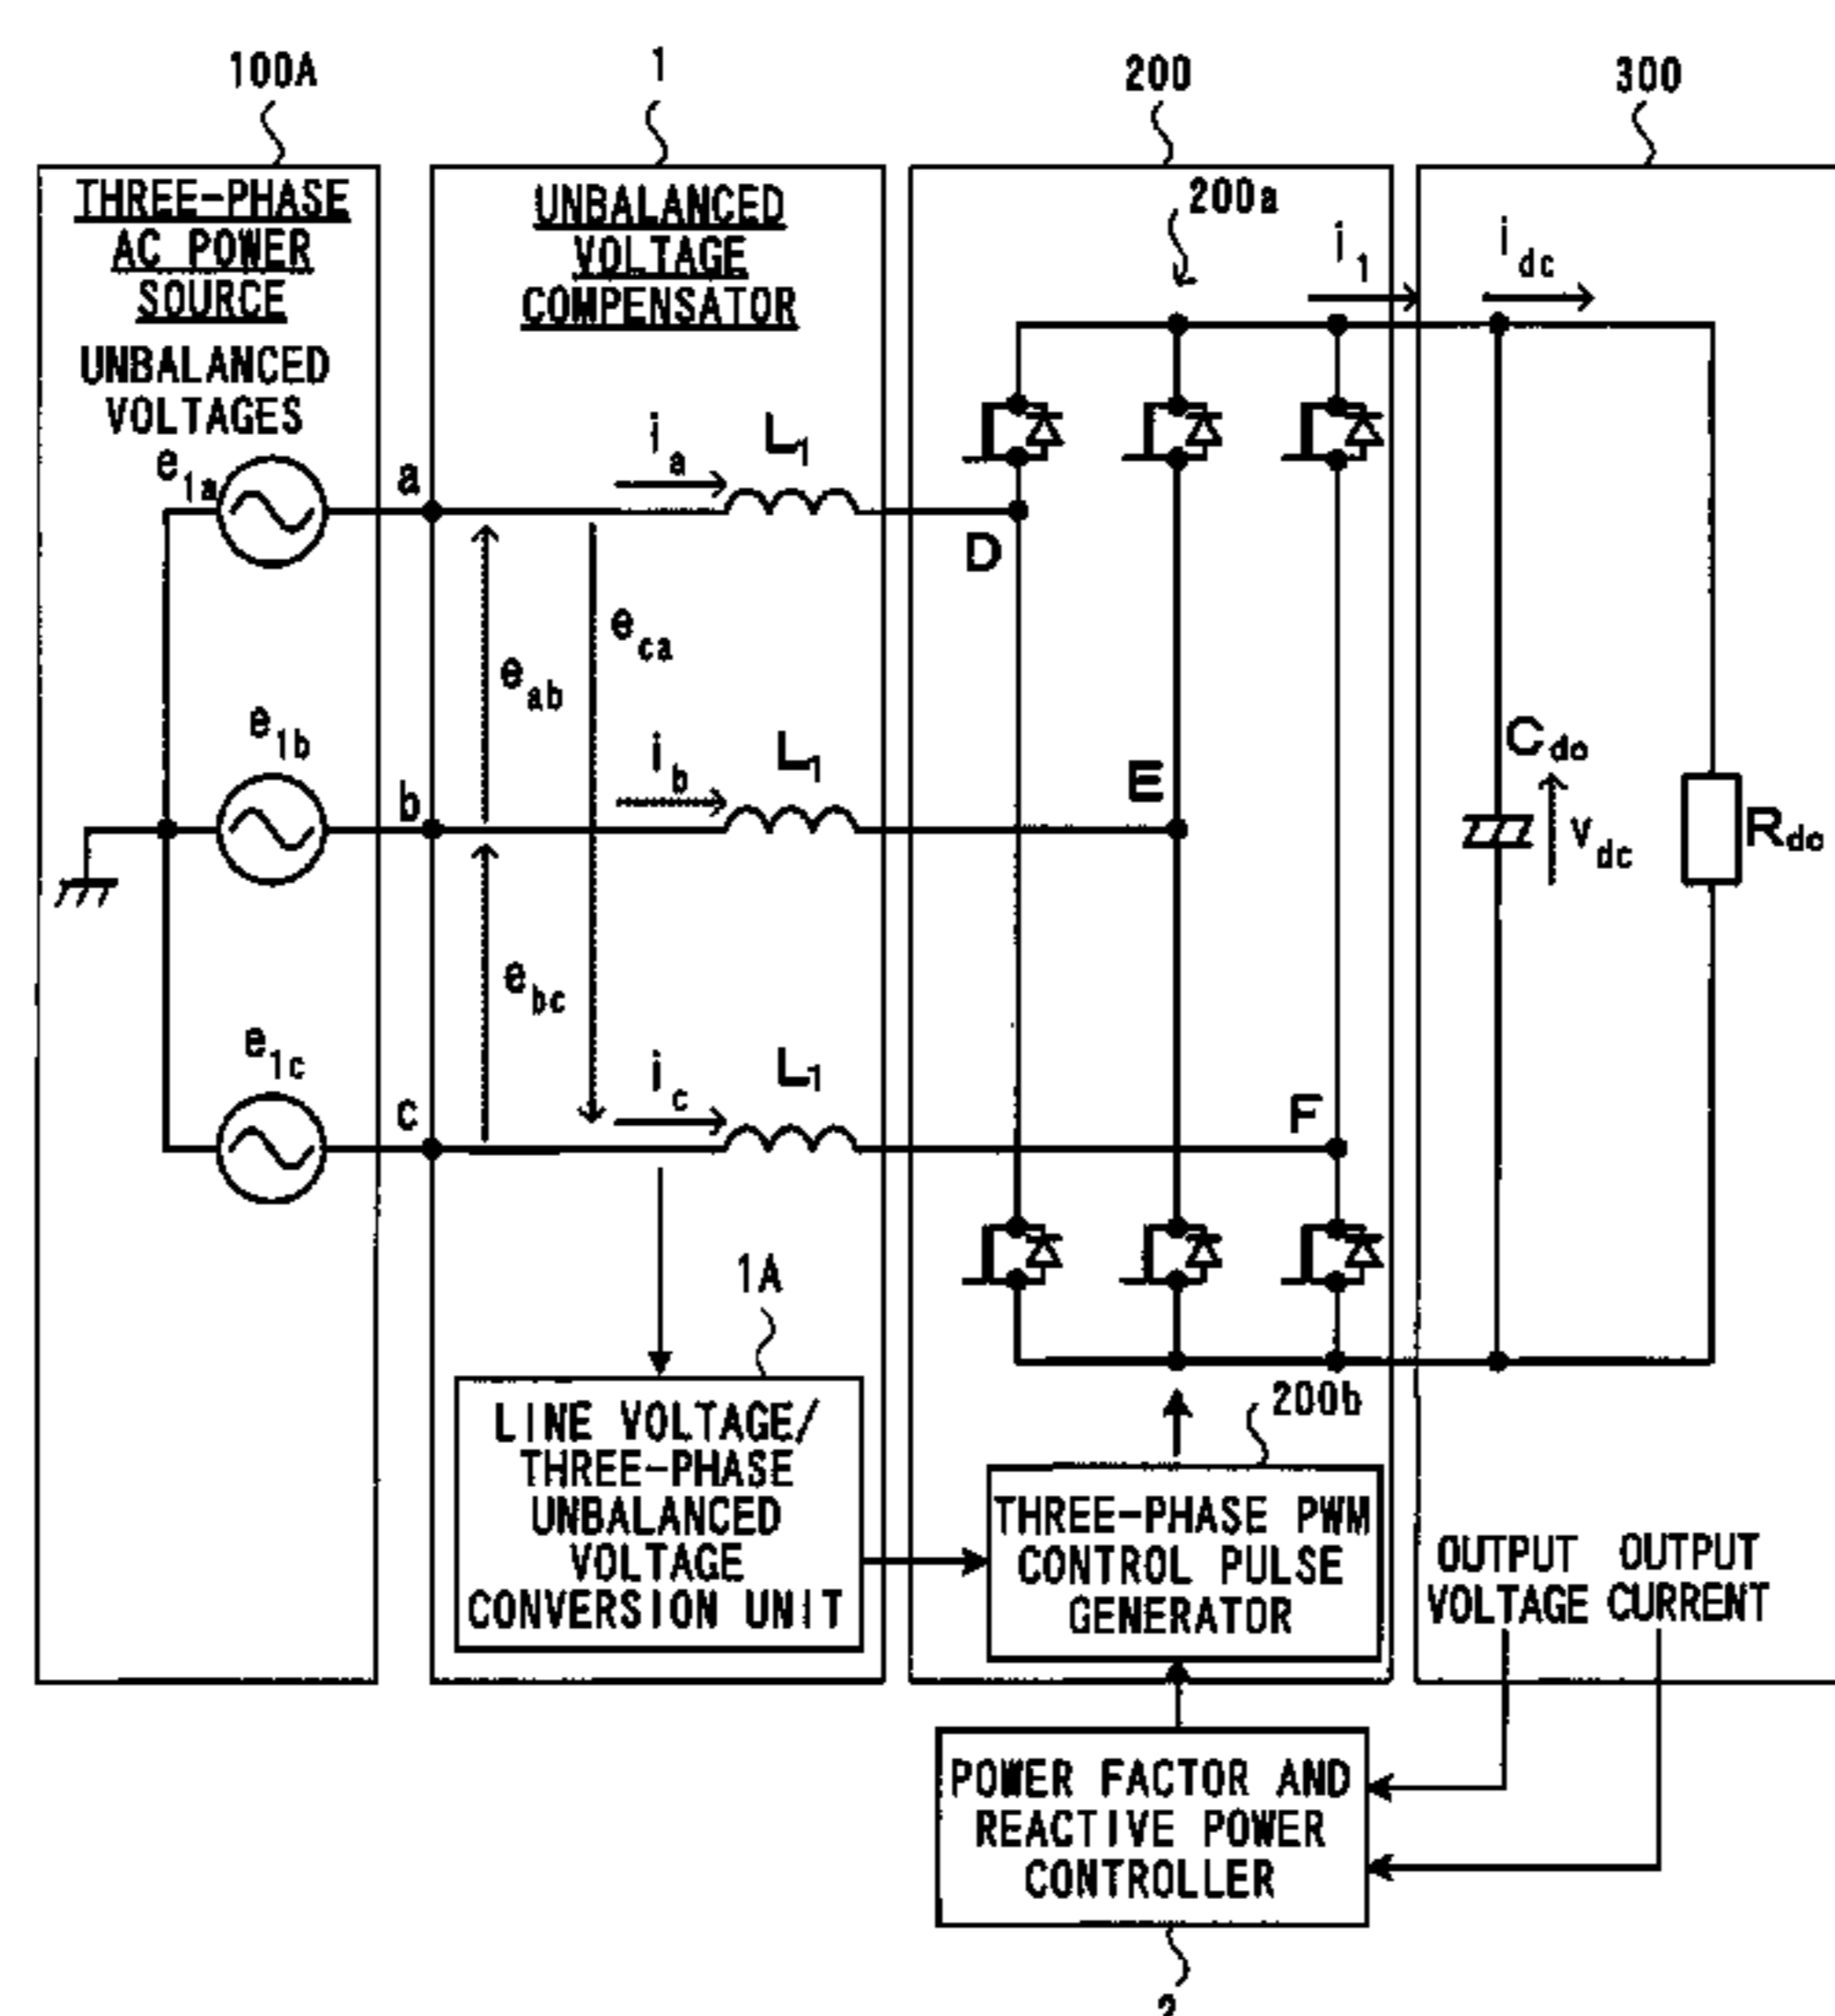 100A
1
200
300
THREE-PHASE
AC POWER
SOURCE
UNBALANCED
VOLTAGES
UNBALANCED
VOLTAGE
COMPENSATOR
200a
i1
idc
e1a
a
ia
L1
D
eca
eab
e1b
b
ib
L1
E
Cdc
Vdc
Rdc
ebc
e1c
c
ic
L1
F
1A
LINE VOLTAGE/
THREE-PHASE
UNBALANCED
VOLTAGE
CONVERSION UNIT
200b
THREE-PHASE PWM
CONTROL PULSE
GENERATOR
OUTPUT
VOLTAGE
OUTPUT
CURRENT
POWER FACTOR AND
REACTIVE POWER
CONTROLLER
2